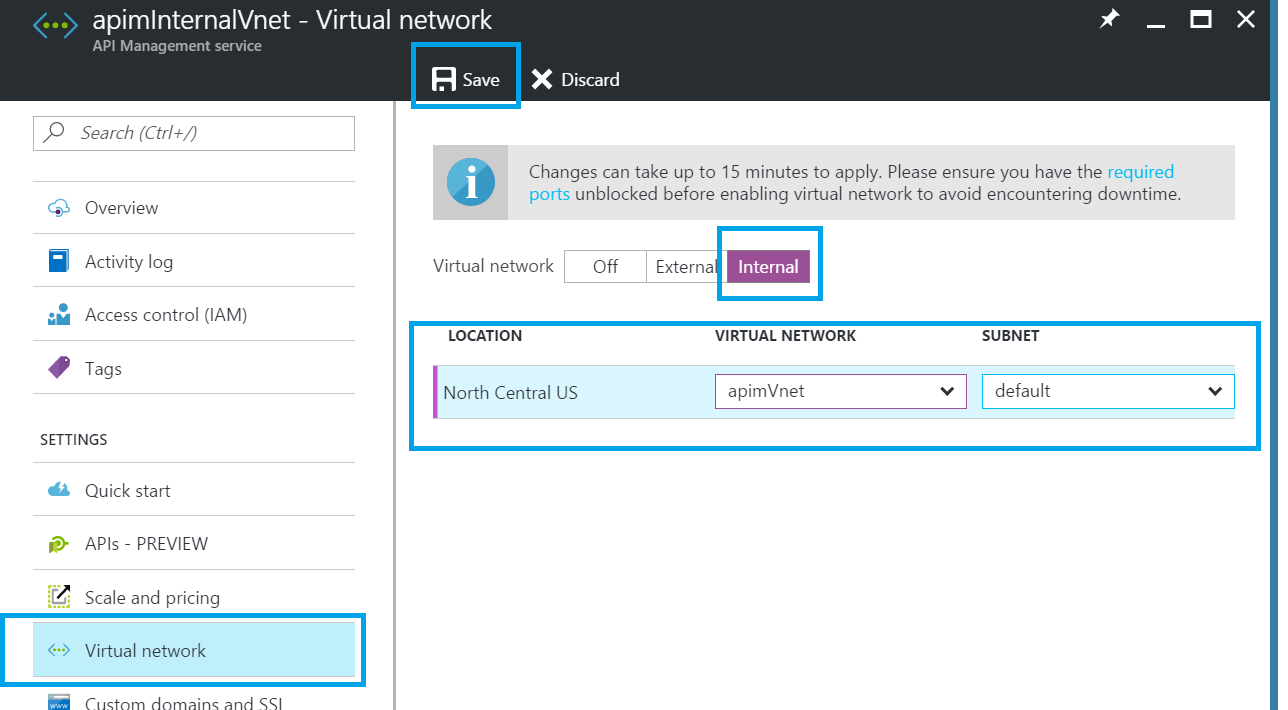 apimInternalVnet - Virtual network
API Management service
Save
Discard
Search (Ctrl+/)
Overview
Activity log
Access control (IAM)
Tags
SETTINGS
Quick start
APIs - PREVIEW
Scale and pricing
Virtual network
Custom domains and SSL
Changes can take up to 15 minutes to apply. Please ensure you have the required
ports unblocked before enabling virtual network to avoid encountering downtime.
Virtual network Off External Internal
LOCATION VIRTUAL NETWORK SUBNET
North Central US apimVnet default